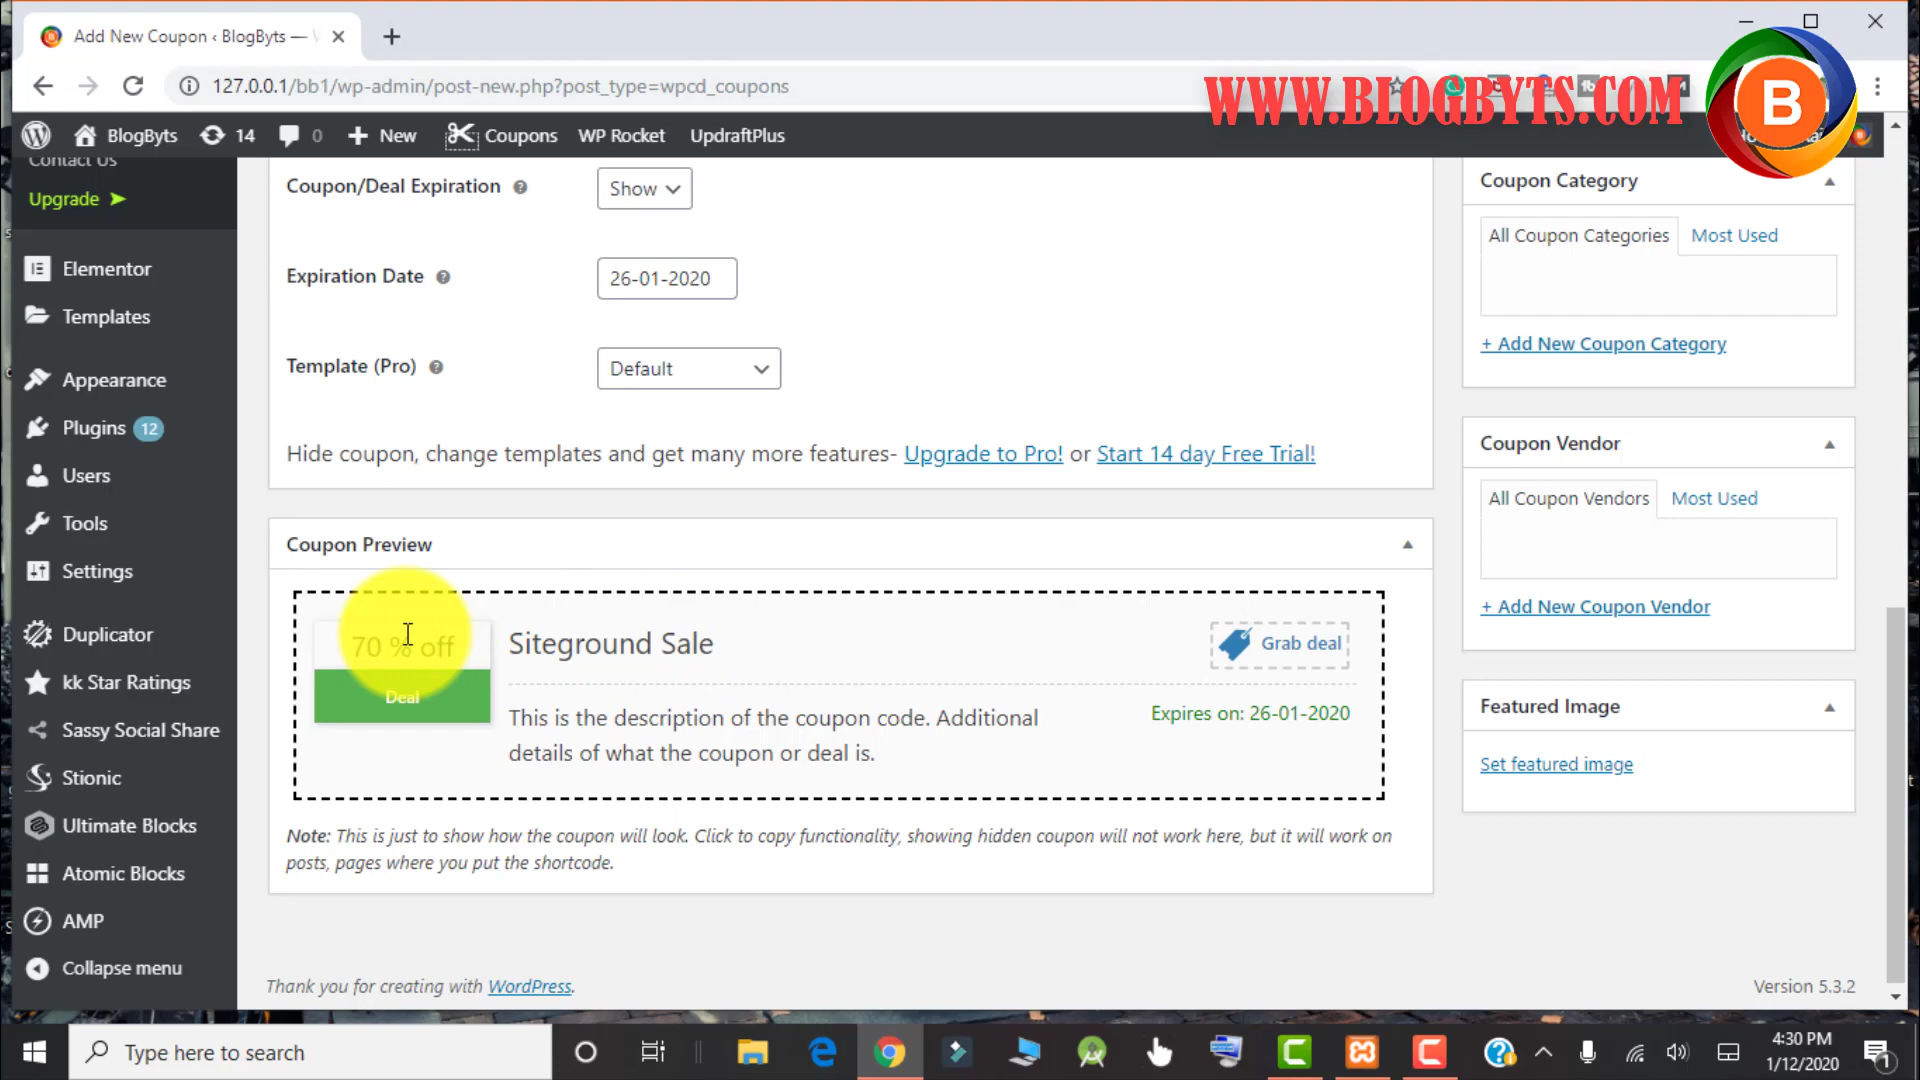 Add New Coupon ‹ BlogByts —
127.0.0.1/bb1/wp-admin/post-new.php?post_type=wpcd_coupons
WWW.BLOGBYTS.COM
B
BlogByts 14 0 New Coupons WP Rocket UpdraftPlus
Contact Us
Upgrade
Elementor
Templates
Appearance
Plugins 12
Users
Tools
Settings
Duplicator
kk Star Ratings
Sassy Social Share
Stionic
Ultimate Blocks
Atomic Blocks
AMP
Collapse menu
Coupon/Deal Expiration Show
Expiration Date 26-01-2020
Template (Pro) Default
Hide coupon, change templates and get many more features- Upgrade to Pro! or Start 14 day Free Trial!
Coupon Preview
70 % off
Deal
Siteground Sale
Grab deal
This is the description of the coupon code. Additional
details of what the coupon or deal is.
Expires on: 26-01-2020
Note: This is just to show how the coupon will look. Click to copy functionality, showing hidden coupon will not work here, but it will work on
posts, pages where you put the shortcode.
Coupon Category
All Coupon Categories Most Used
+ Add New Coupon Category
Coupon Vendor
All Coupon Vendors Most Used
+ Add New Coupon Vendor
Featured Image
Set featured image
Thank you for creating with WordPress.
Version 5.3.2
Type here to search
4:30 PM
1/12/2020
1